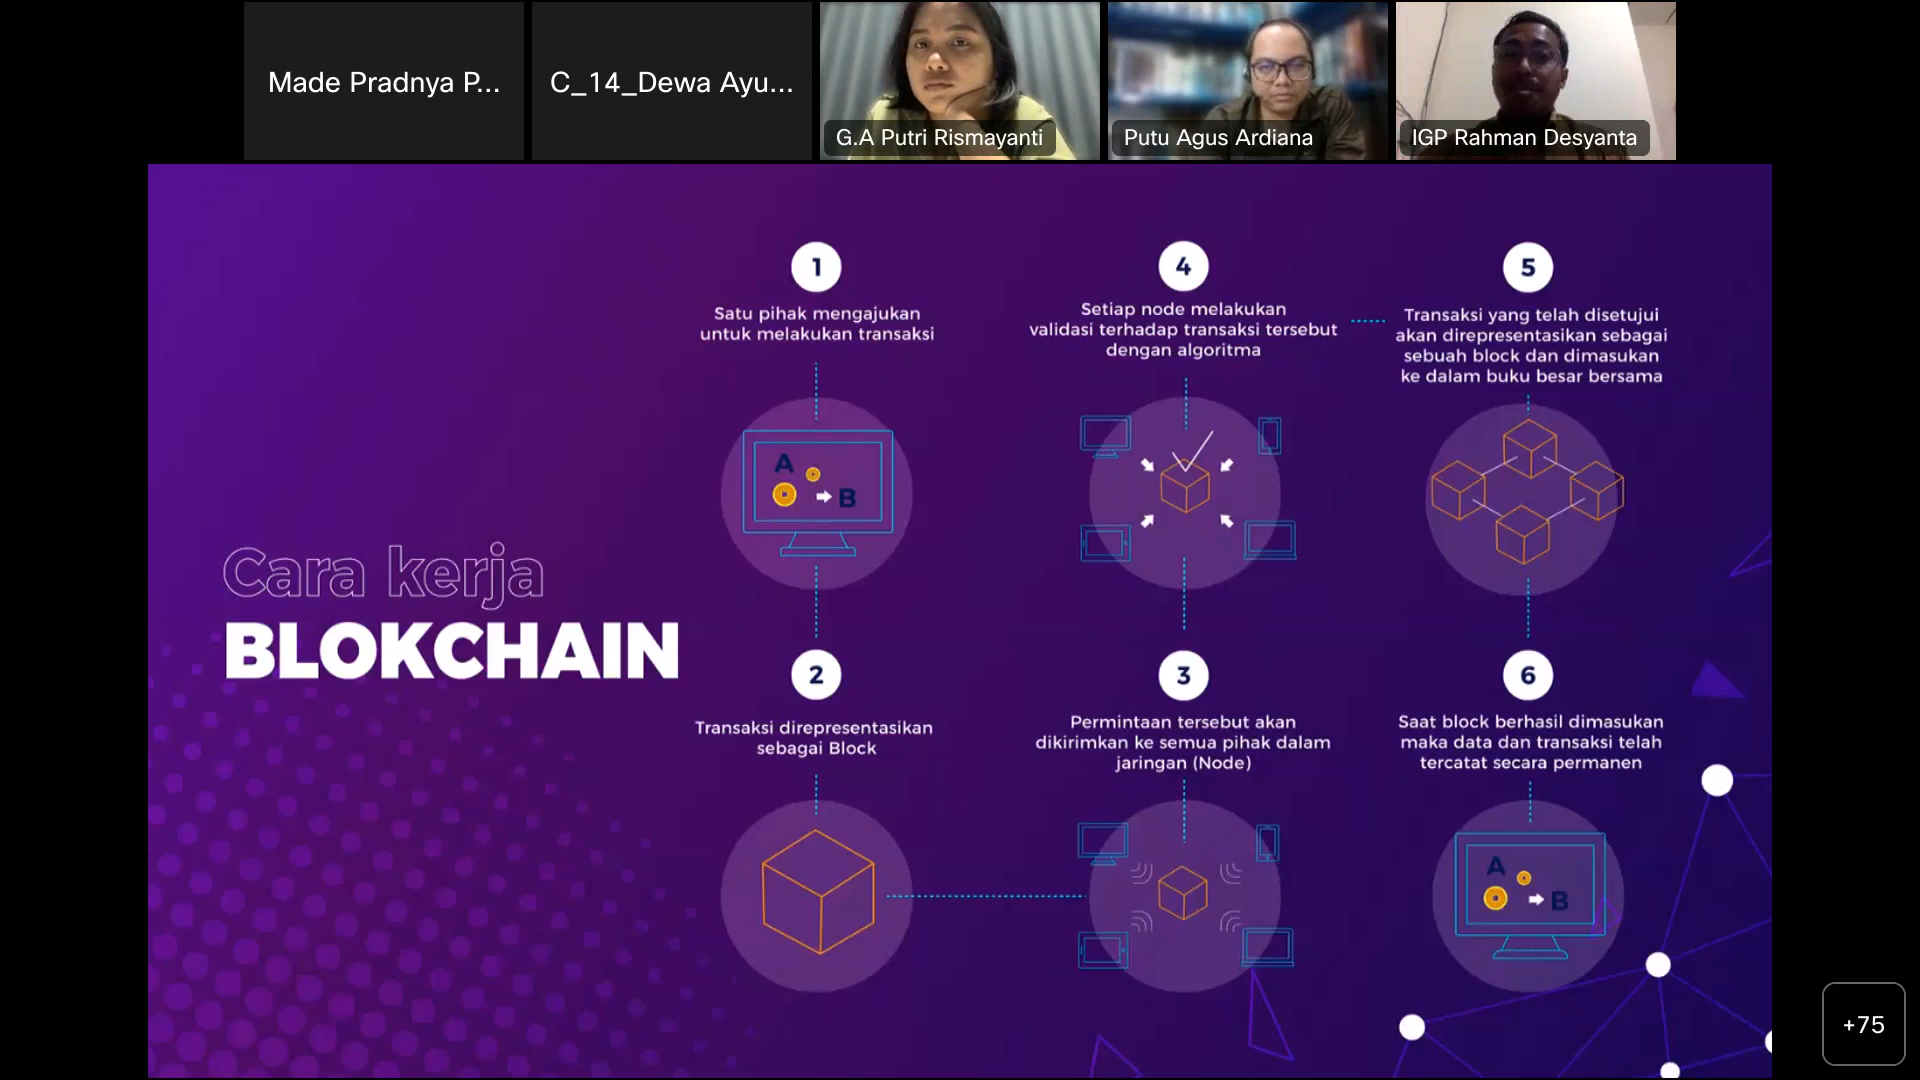 Made Pradnya P...
C_14_Dewa Ayu...
G.A Putri Rismayanti
Putu Agus Ardiana
IGP Rahman Desyanta
Cara kerja
BLOKCHAIN
1
Satu pihak mengajukan
untuk melakukan transaksi
A
B
2
Transaksi direpresentasikan
sebagai Block
3
Permintaan tersebut akan
dikirimkan ke semua pihak dalam
jaringan (Node)
4
Setiap node melakukan
validasi terhadap transaksi tersebut
dengan algoritma
5
Transaksi yang telah disetujui
akan direpresentasikan sebagai
sebuah block dan dimasukan
ke dalam buku besar bersama
6
Saat block berhasil dimasukan
maka data dan transaksi telah
tercatat secara permanen
A
B
+75